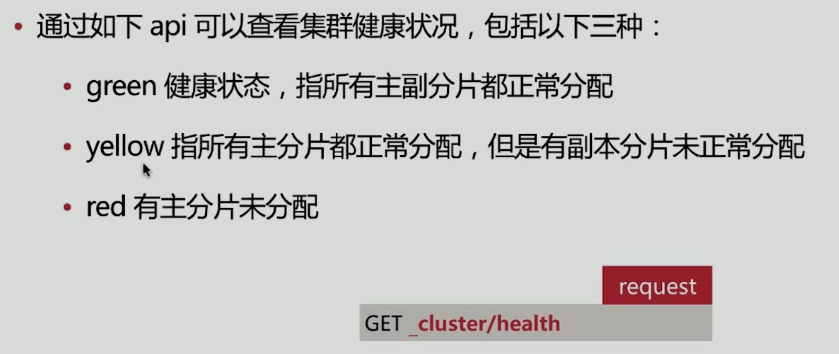 • 通过如下 api 可以查看集群健康状况，包括以下三种：
• green 健康状态，指所有主副分片都正常分配
• yellow 指所有主分片都正常分配，但是有副本分片未正常分配
• red 有主分片未分配
request
GET _cluster/health